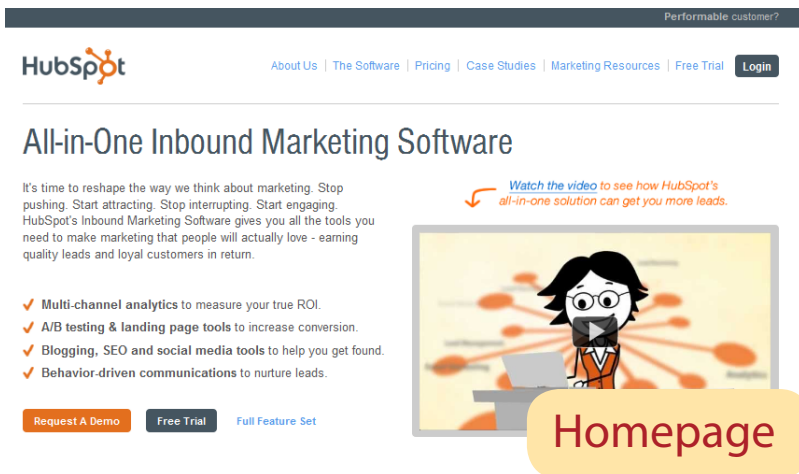 Performable customer?
HubSpot
About Us | The Software | Pricing | Case Studies | Marketing Resources | Free Trial Login
All-in-One Inbound Marketing Software
It's time to reshape the way we think about marketing. Stop
pushing. Start attracting. Stop interrupting. Start engaging.
HubSpot's Inbound Marketing Software gives you all the tools you
need to make marketing that people will actually love - earning
quality leads and loyal customers in return.
Watch the video to see how HubSpot's
all-in-one solution can get you more leads.
Multi-channel analytics to measure your true ROI.
A/B testing & landing page tools to increase conversion.
Blogging, SEO and social media tools to help you get found.
Behavior-driven communications to nurture leads.
Request A Demo Free Trial Full Feature Set
Lead Management
Analytics
Homepage